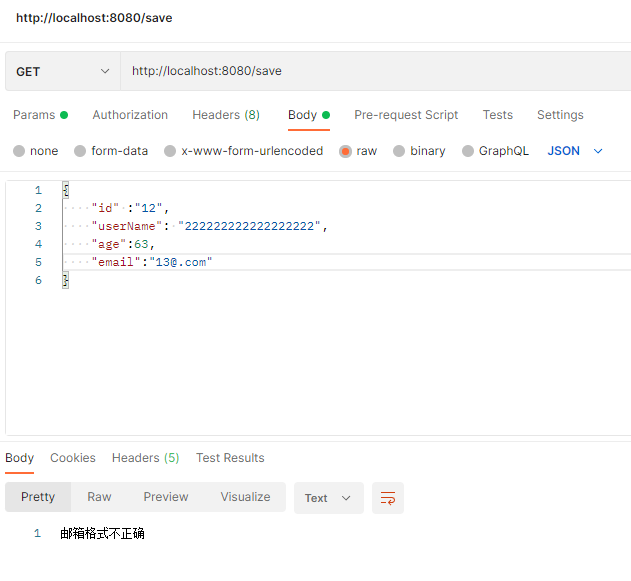 http://localhost:8080/save
GET http://localhost:8080/save
Params Authorization Headers (8) Body Pre-request Script Tests Settings
none form-data x-www-form-urlencoded raw binary GraphQL JSON
1 {
2 "id" :"12",
3 "userName": "222222222222222222",
4 "age":63,
5 "email":"13@.com"
6 }
Body Cookies Headers (5) Test Results
Pretty Raw Preview Visualize Text
1 邮箱格式不正确